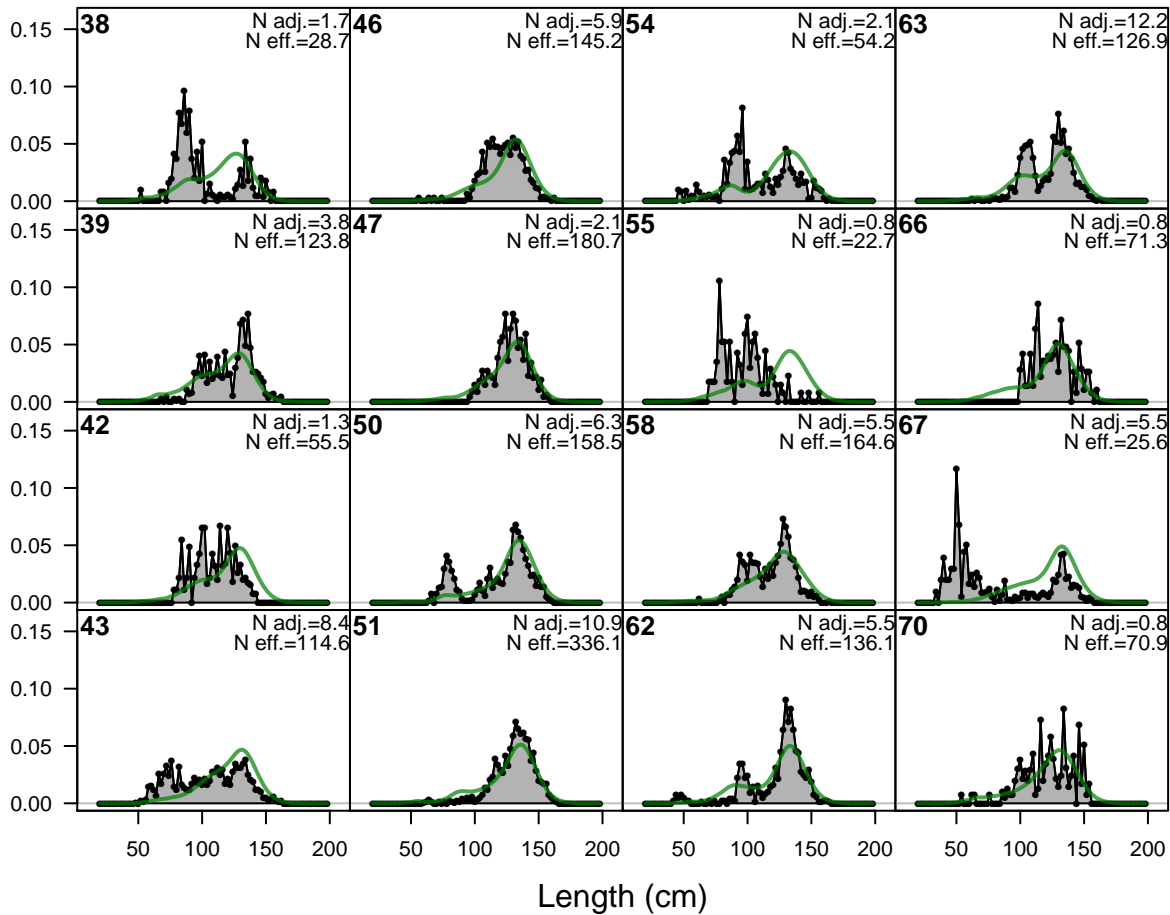 38 N adj.=1.7
N eff.=28.7
46 N adj.=5.9
N eff.=145.2
54 N adj.=2.1
N eff.=54.2
63 N adj.=12.2
N eff.=126.9
0.15
0.10
0.05
0.00
39 N adj.=3.8
N eff.=123.8
47 N adj.=2.1
N eff.=180.7
55 N adj.=0.8
N eff.=22.7
66 N adj.=0.8
N eff.=71.3
0.15
0.10
0.05
0.00
42 N adj.=1.3
N eff.=55.5
50 N adj.=6.3
N eff.=158.5
58 N adj.=5.5
N eff.=164.6
67 N adj.=5.5
N eff.=25.6
0.15
0.10
0.05
0.00
43 N adj.=8.4
N eff.=114.6
51 N adj.=10.9
N eff.=336.1
62 N adj.=5.5
N eff.=136.1
70 N adj.=0.8
N eff.=70.9
0.15
0.10
0.05
0.00
50 100 150 200 50 100 150 200 50 100 150 200 50 100 150 200
Length (cm)